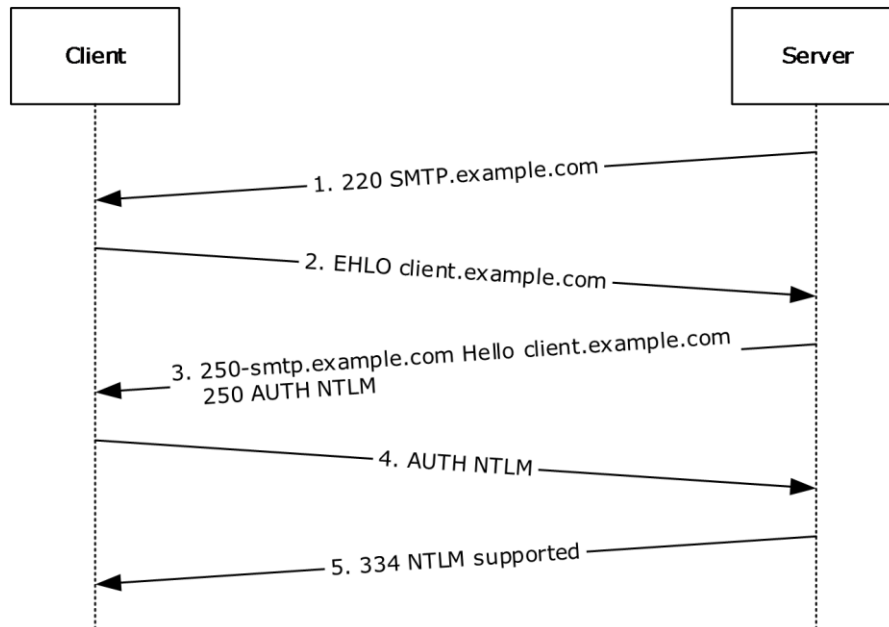 Client
Server
1. 220 SMTP.example.com
2. EHLO client.example.com
3. 250-smtp.example.com Hello client.example.com
250 AUTH NTLM
4. AUTH NTLM
5. 334 NTLM supported